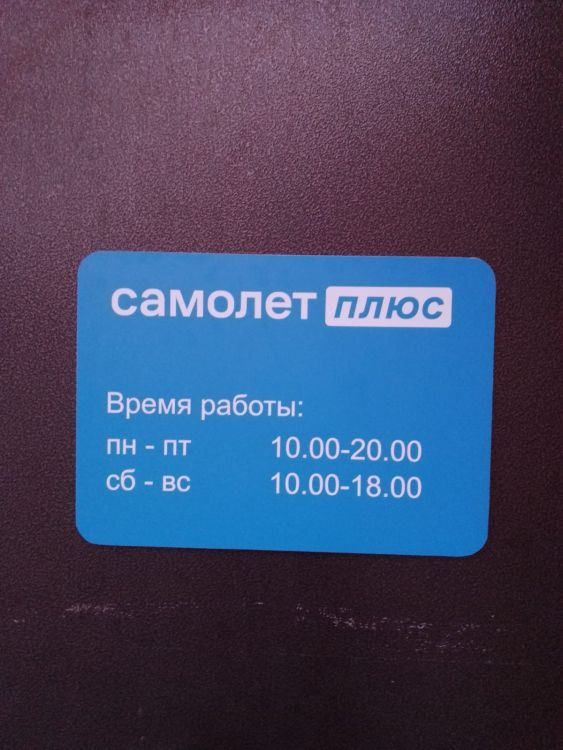 самолет плюс
Время работы:
пн - пт 10.00-20.00
сб - вс 10.00-18.00